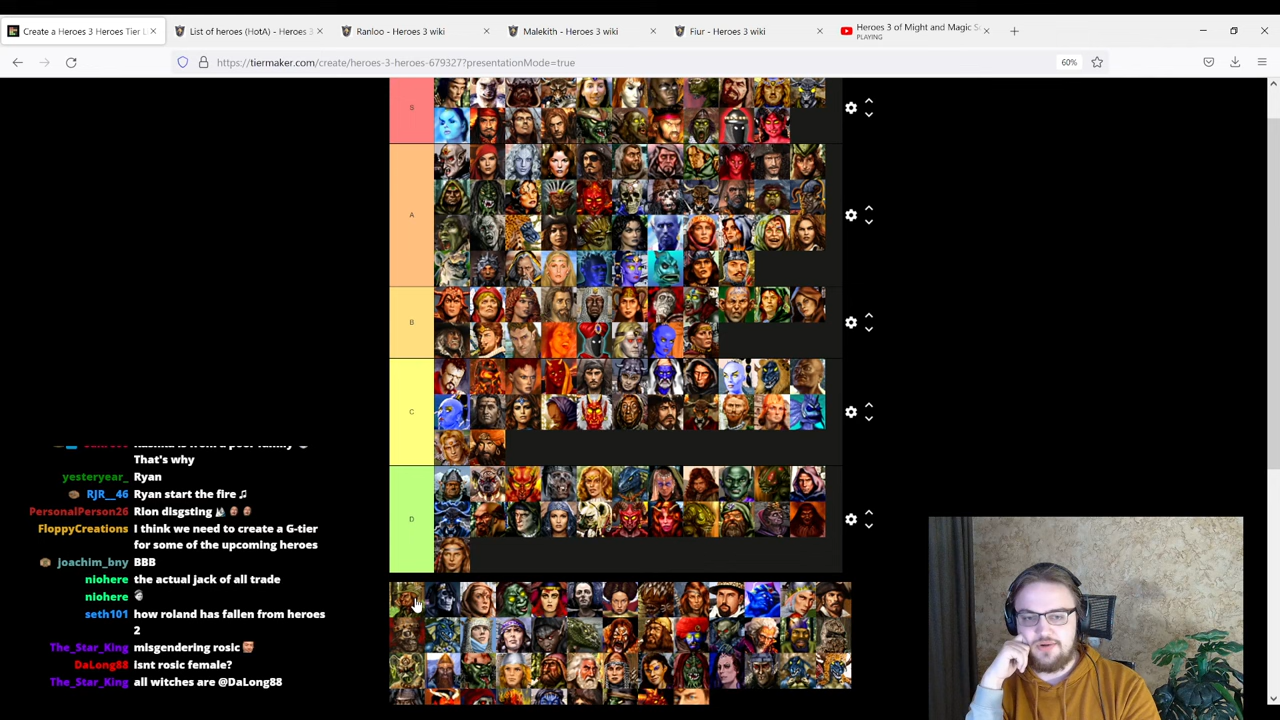 Create a Heroes 3 Heroes Tier L
List of heroes (HotA) - Heroes 3
Ranloo - Heroes 3 wiki
Malekith - Heroes 3 wiki
Fiur - Heroes 3 wiki
Heroes 3 of Might and Magic S
PLAYING
https://tiermaker.com/create/heroes-3-heroes-679327?presentationMode=true
60%
S
A
B
C
D
That's why
yesteryear_ Ryan
RJR__46 Ryan start the fire
PersonalPerson26 Rion disgsting
FloppyCreations I think we need to create a G-tier
for some of the upcoming heroes
joachim_bny BBB
niohere the actual jack of all trade
niohere
seth101 how roland has fallen from heroes
2
The_Star_King misgendering rosic
DaLong88 Isnt rosic female?
The_Star_King all witches are @DaLong88